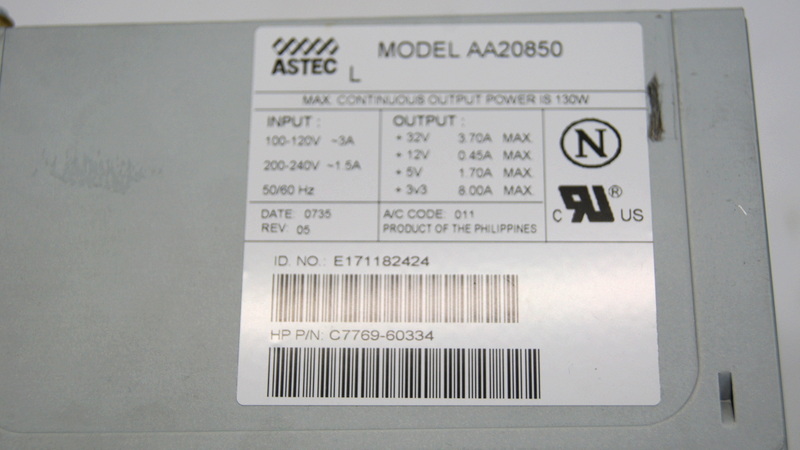 ASTEC L MODEL AA20850
MAX. CONTINUOUS OUTPUT POWER IS 130W
INPUT :
100-120V ~3A
200-240V ~1.5A
50/60 Hz
OUTPUT :
+ 32V 3.70A MAX.
+ 12V 0.45A MAX.
+ 5V 1.70A MAX.
+ 3v3 8.00A MAX.
N
C RU ® US
DATE: 0735
REV: 05
A/C CODE: 011
PRODUCT OF THE PHILIPPINES
ID. NO.: E171182424
HP P/N: C7769-60334